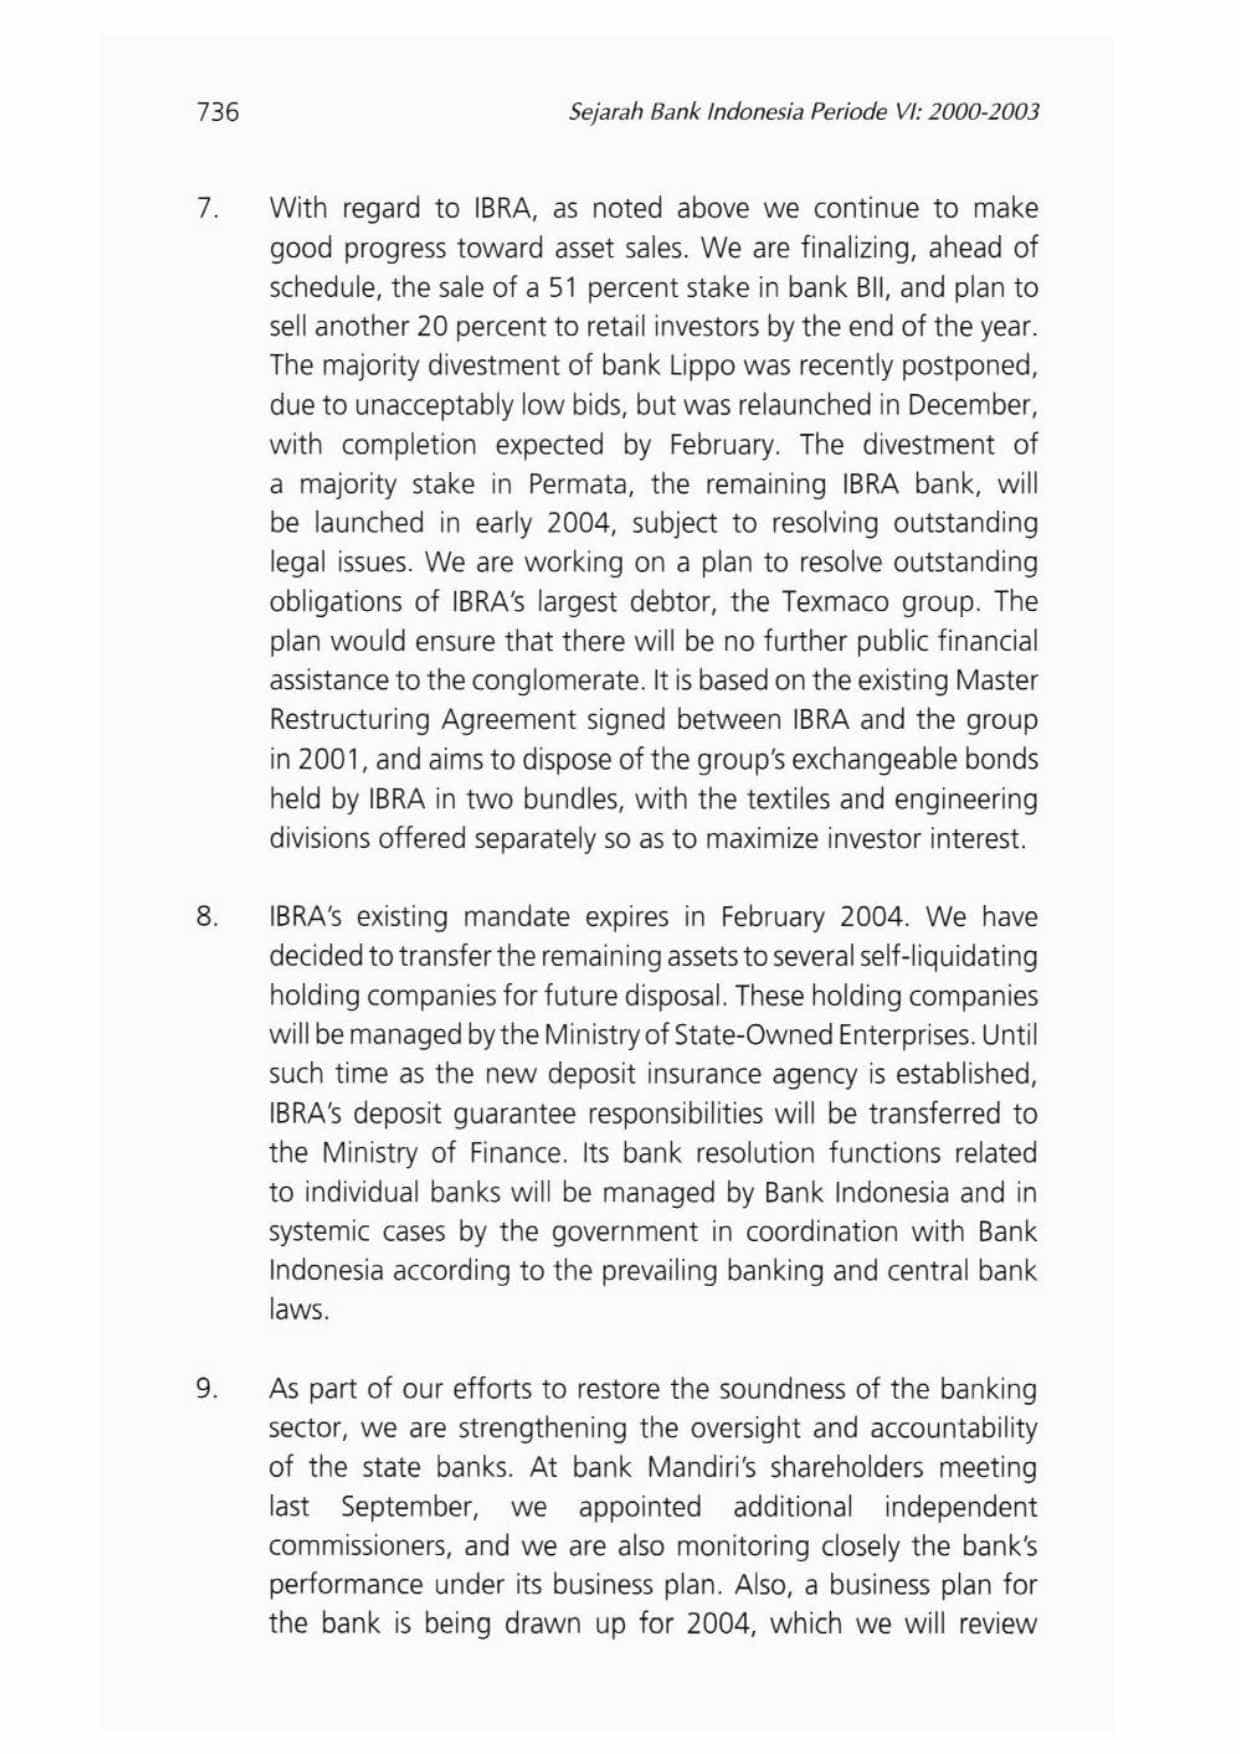 736
Sejarah Bank Indonesia Periode VI: 2000-2003
7. With regard to IBRA, as noted above we continue to make
good progress toward asset sales. We are finalizing, ahead of
schedule, the sale of a 51 percent stake in bank BII, and plan to
sell another 20 percent to retail investors by the end of the year.
The majority divestment of bank Lippo was recently postponed,
due to unacceptably low bids, but was relaunched in December,
with completion expected by February. The divestment of
a majority stake in Permata, the remaining IBRA bank, will
be launched in early 2004, subject to resolving outstanding
legal issues. We are working on a plan to resolve outstanding
obligations of IBRA's largest debtor, the Texmaco group. The
plan would ensure that there will be no further public financial
assistance to the conglomerate. It is based on the existing Master
Restructuring Agreement signed between IBRA and the group
in 2001, and aims to dispose of the group's exchangeable bonds
held by IBRA in two bundles, with the textiles and engineering
divisions offered separately so as to maximize investor interest.
8. IBRA's existing mandate expires in February 2004. We have
decided to transfer the remaining assets to several self-liquidating
holding companies for future disposal. These holding companies
will be managed by the Ministry of State-Owned Enterprises. Until
such time as the new deposit insurance agency is established,
IBRA's deposit guarantee responsibilities will be transferred to
the Ministry of Finance. Its bank resolution functions related
to individual banks will be managed by Bank Indonesia and in
systemic cases by the government in coordination with Bank
Indonesia according to the prevailing banking and central bank
laws.
9. As part of our efforts to restore the soundness of the banking
sector, we are strengthening the oversight and accountability
of the state banks. At bank Mandiri's shareholders meeting
last September, we appointed additional independent
commissioners, and we are also monitoring closely the bank's
performance under its business plan. Also, a business plan for
the bank is being drawn up for 2004, which we will review